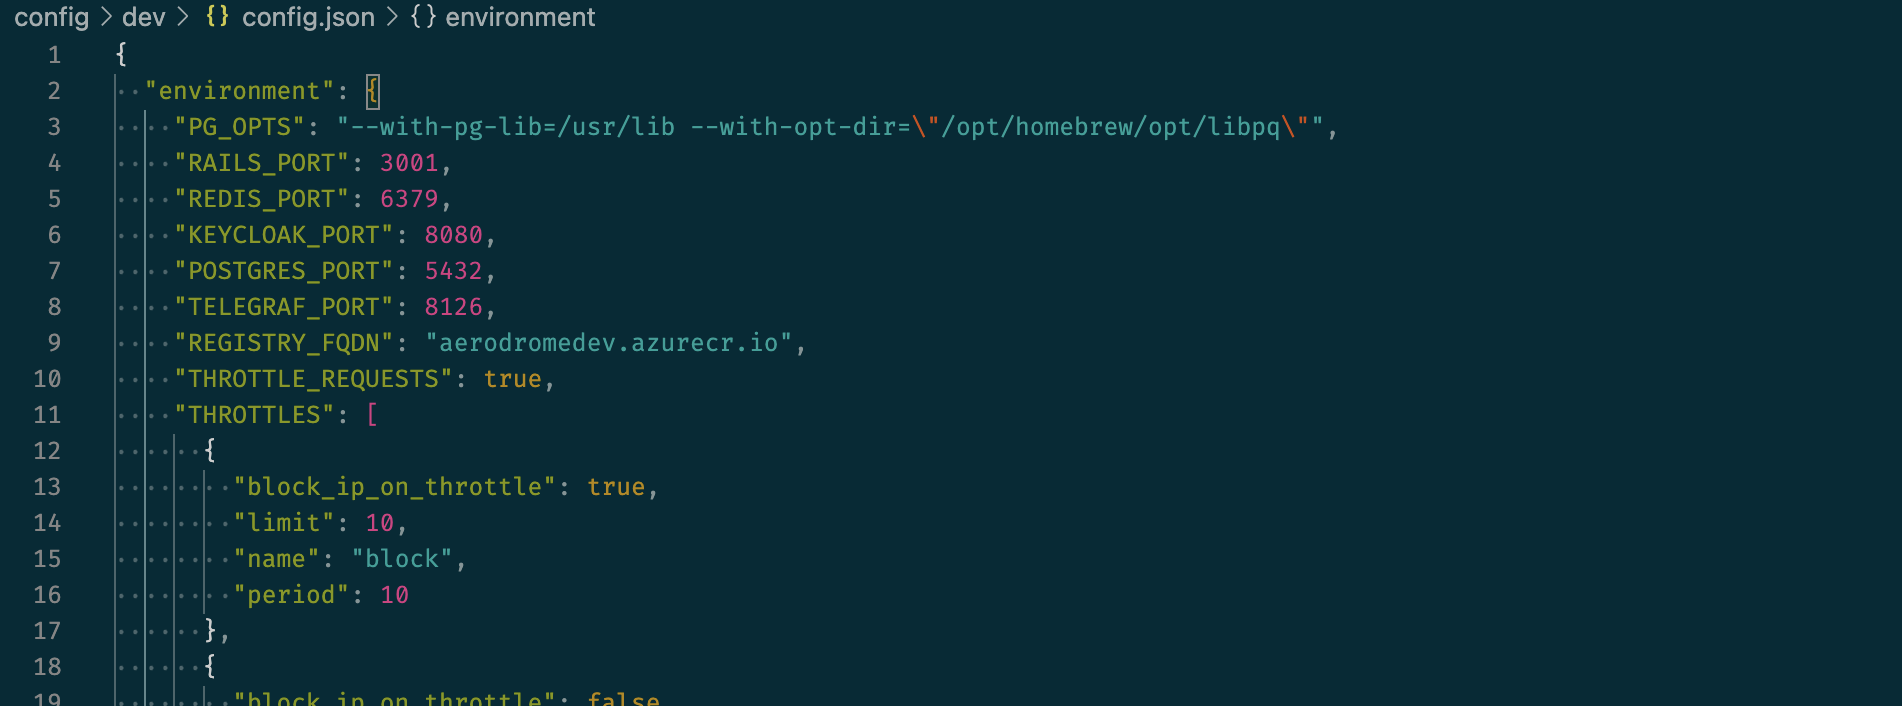 config > dev > {} config.json > {} environment
1 {
2 "environment": {
3 "PG_OPTS": "--with-pg-lib=/usr/lib --with-opt-dir=\"/opt/homebrew/opt/libpq\"",
4 "RAILS_PORT": 3001,
5 "REDIS_PORT": 6379,
6 "KEYCLOAK_PORT": 8080,
7 "POSTGRES_PORT": 5432,
8 "TELEGRAF_PORT": 8126,
9 "REGISTRY_FQDN": "aerodromedev.azurecr.io",
10 "THROTTLE_REQUESTS": true,
11 "THROTTLES": [
12 {
13 "block_ip_on_throttle": true,
14 "limit": 10,
15 "name": "block",
16 "period": 10
17 },
18 {
19 "block_ip_on_throttle": false